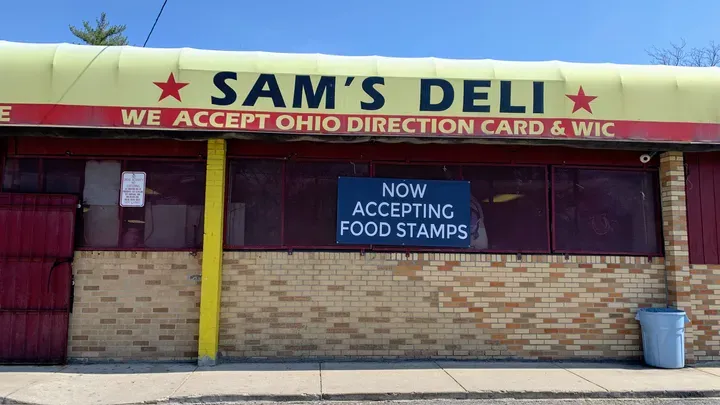 SAM'S DELI
E
WE ACCEPT OHIO DIRECTION CARD & WIC
NOW
ACCEPTING
FOOD STAMPS